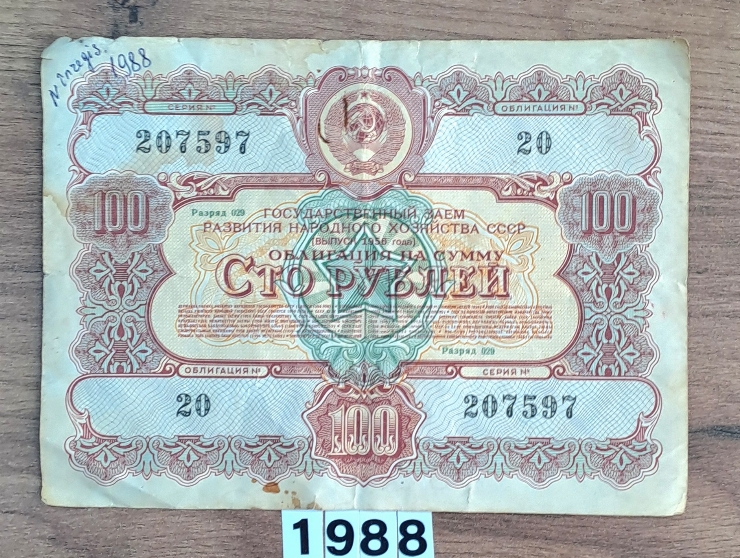 N Inregis. 1988
СЕРИЯ №
ОБЛИГАЦИЯ №
207597
20
100
100
Разряд 029
ГОСУДАРСТВЕННЫЙ ЗАЕМ
РАЗВИТИЯ НАРОДНОГО ХОЗЯЙСТВА СССР
(ВЫПУСК 1956 года)
ОБЛИГАЦИЯ НА СУММУ
СТО РУБЛЕЙ
Разряд 029
ОБЛИГАЦИЯ №
СЕРИЯ №
20
207597
100
1988